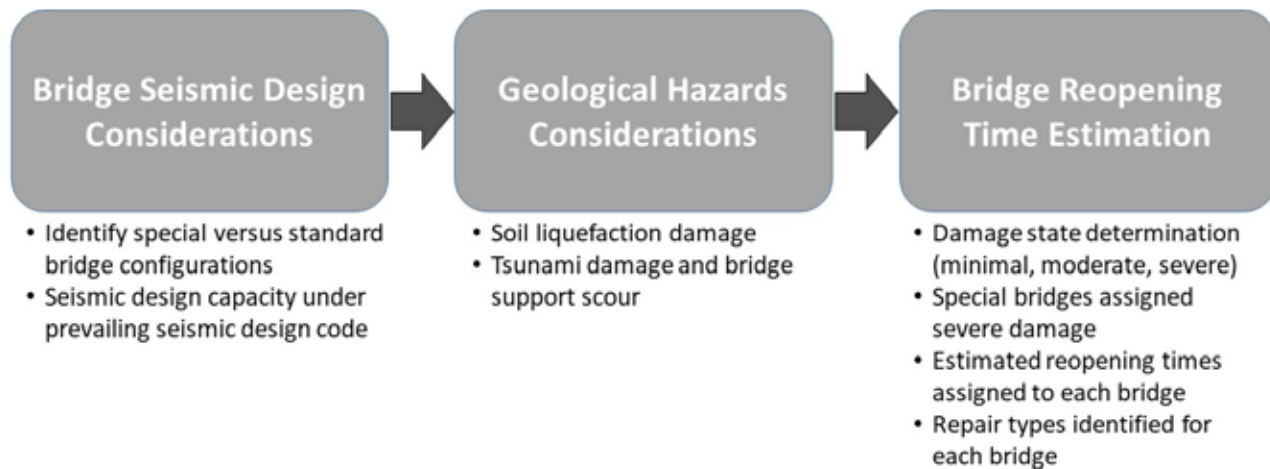 Bridge Seismic Design
Considerations
• Identify special versus standard
bridge configurations
• Seismic design capacity under
prevailing seismic design code
Geological Hazards
Considerations
• Soil liquefaction damage
• Tsunami damage and bridge
support scour
Bridge Reopening
Time Estimation
• Damage state determination
(minimal, moderate, severe)
• Special bridges assigned
severe damage
• Estimated reopening times
assigned to each bridge
• Repair types identified for
each bridge